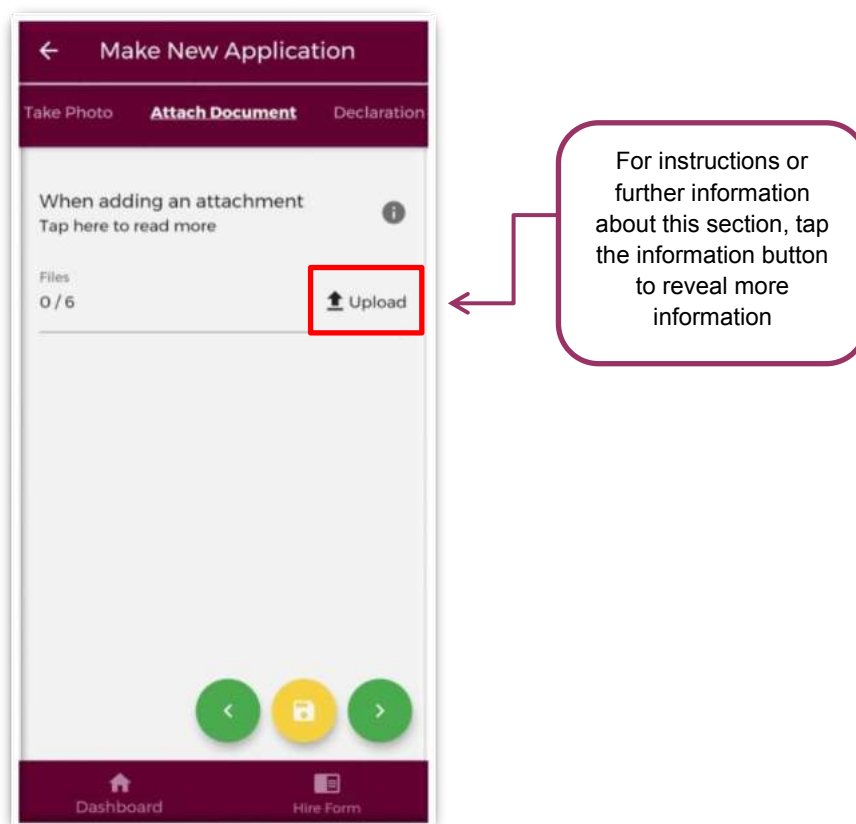 Make New Application
Take Photo Attach Document Declaration
When adding an attachment
Tap here to read more
Files
0 / 6
Upload
Dashboard
Hire Form
For instructions or
further information
about this section, tap
the information button
to reveal more
information